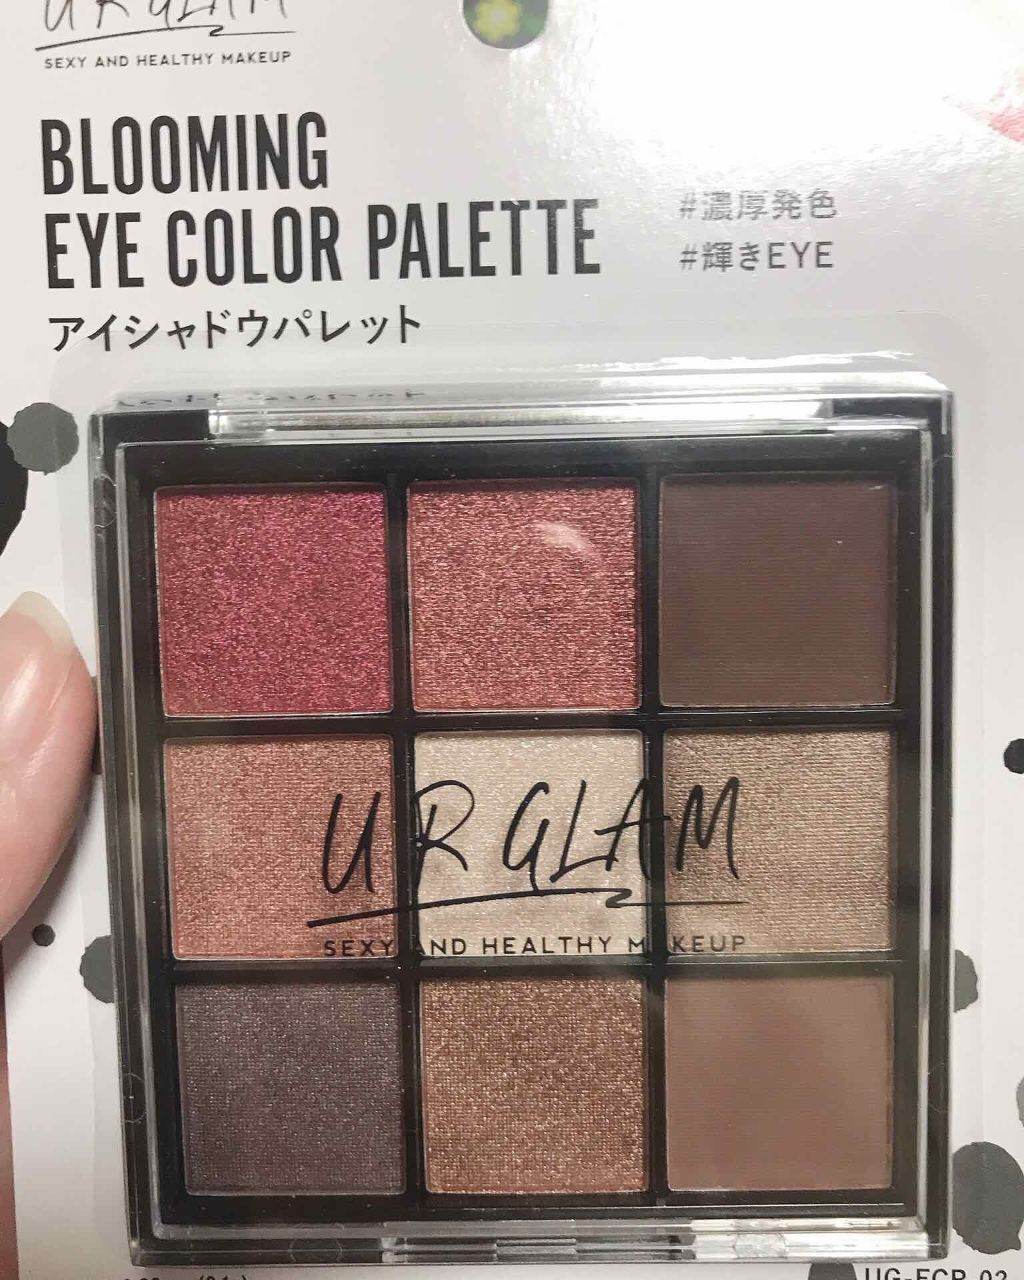 UR GLAM
SEXY AND HEALTHY MAKEUP
BLOOMING
EYE COLOR PALETTE
#濃厚発色
#輝きEYE
アイシャドウパレット
UR GLAM
SEXY AND HEALTHY MAKEUP